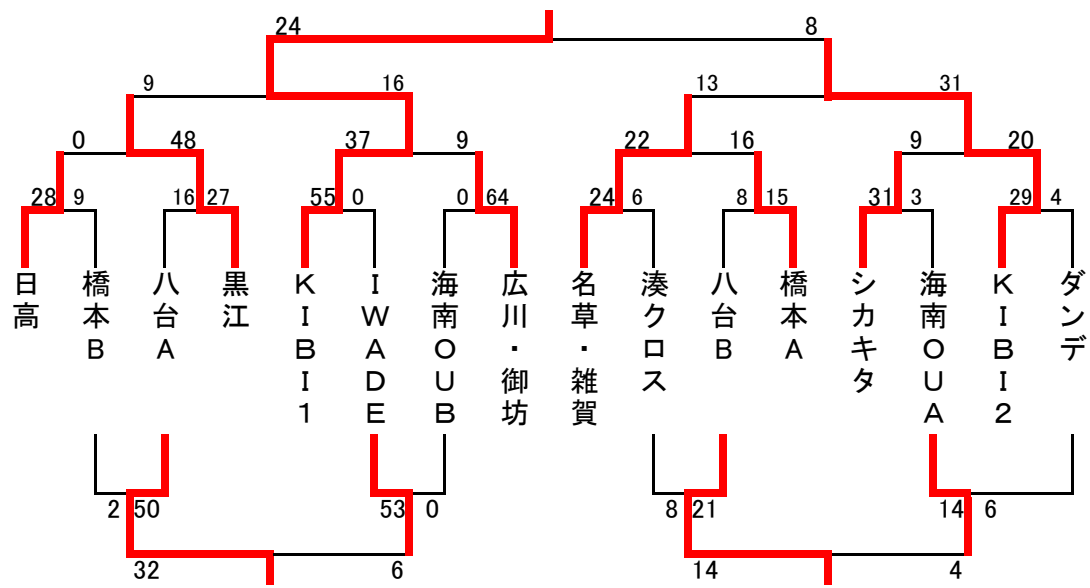 24 8
9 16 13 31
0 48 37 9 22 16 9 20
28 9 16 27 55 0 0 64 24 6 8 15 31 3 29 4
日高
橋本B
八台A
黒江
KIBI1
IWADE
海南OUB
広川・御坊
名草・雑賀
湊クロス
八台B
橋本A
シカキタ
海南OUA
KIBI2
ダンデ
2 50 53 0 8 21 14 6
32 6 14 4